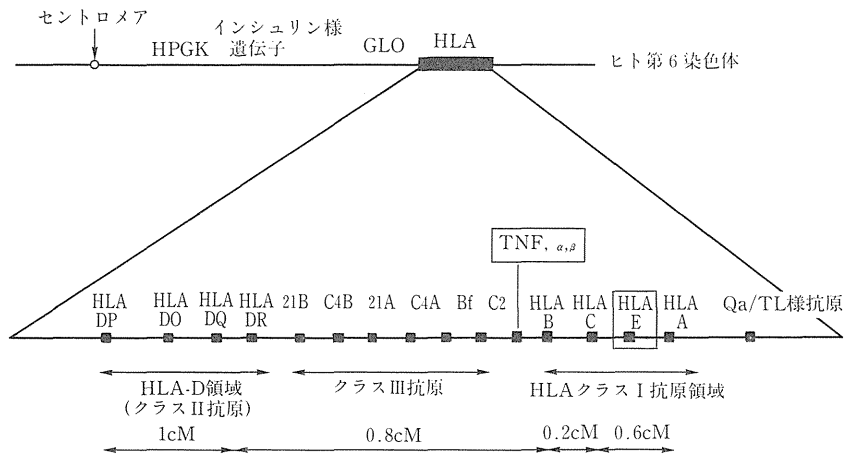 セントロメア
HPGK
インシュリン様
遺伝子
GLO
HLA
ヒト第6染色体
TNF, α,β
HLA DP
HLA DO
HLA DQ
HLA DR
21B
C4B
21A
C4A
Bf
C2
HLA B
HLA C
HLA E
HLA A
Qa/TL様抗原
HLA-D領域
(クラスⅡ抗原)
クラスⅢ抗原
HLAクラスⅠ抗原領域
1cM
0.8cM
0.2cM
0.6cM